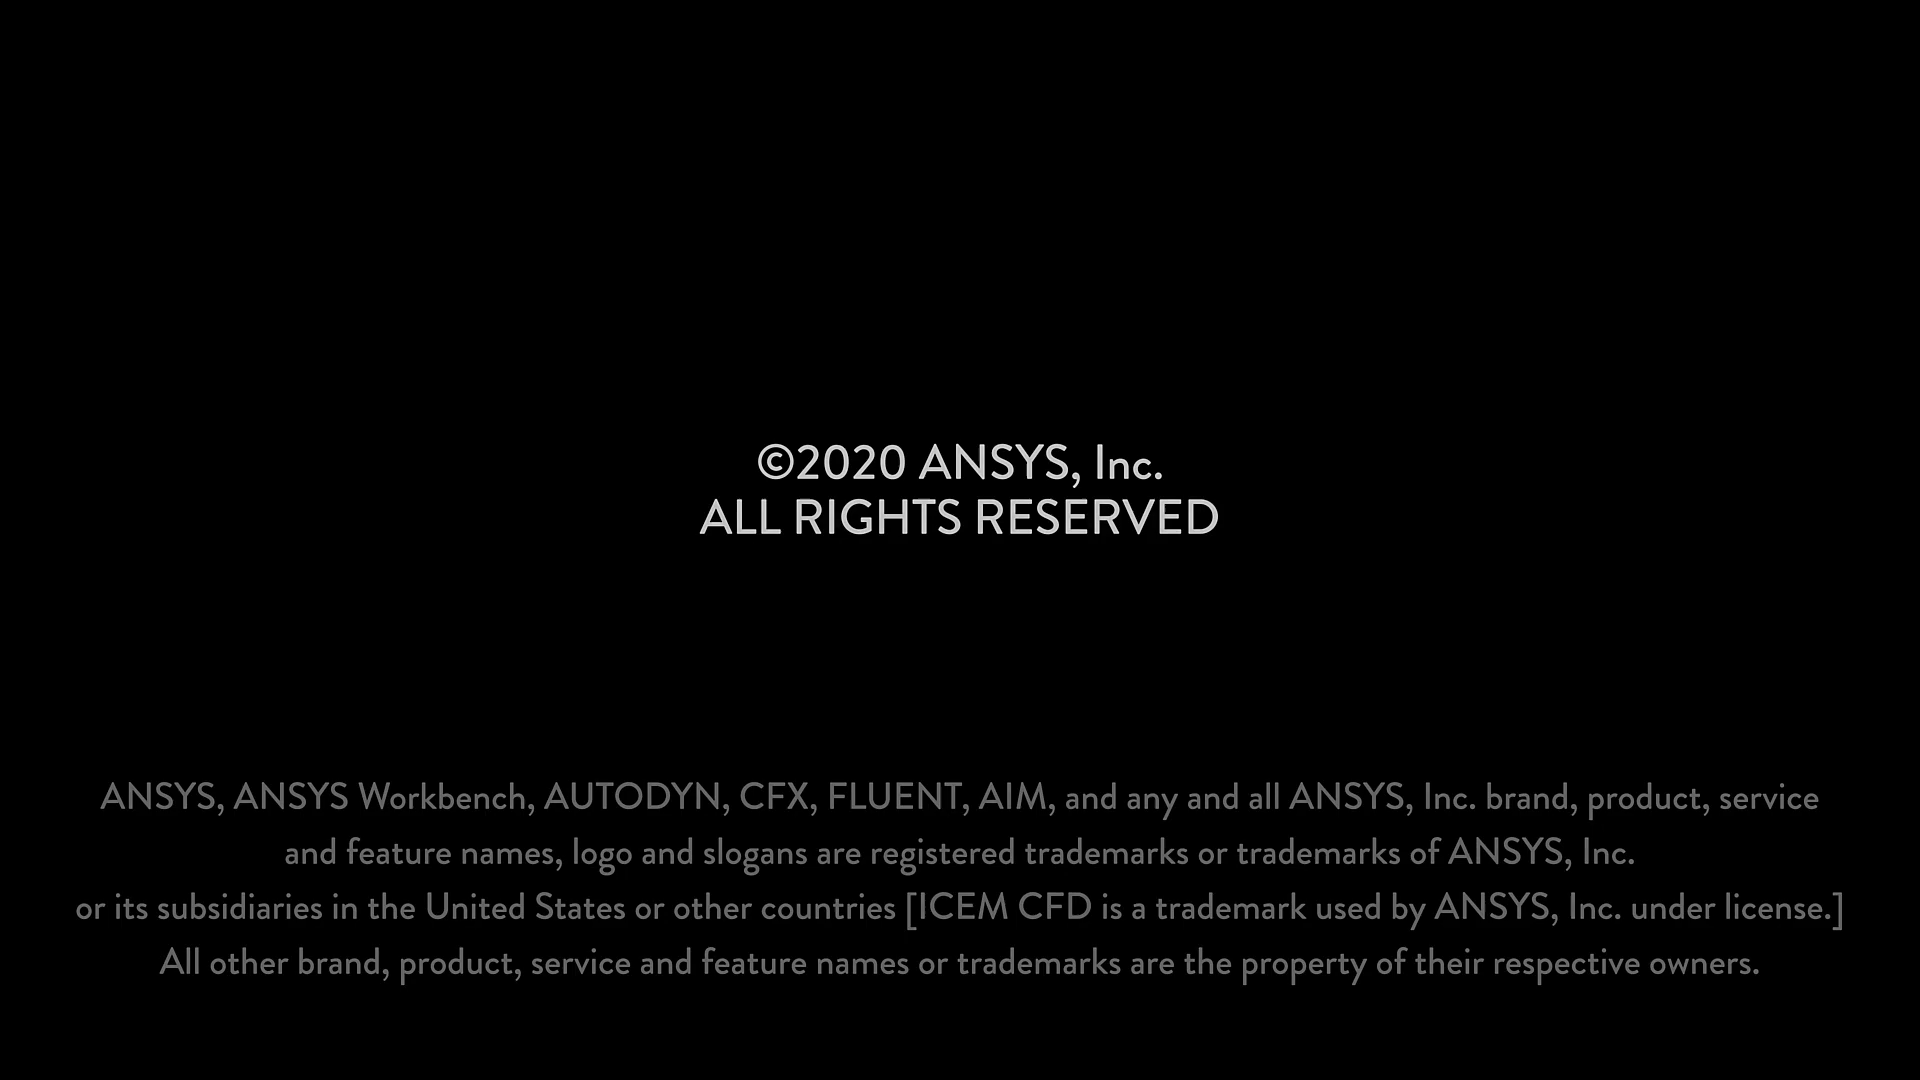 ©2020 ANSYS, Inc.
ALL RIGHTS RESERVED
ANSYS, ANSYS Workbench, AUTODYN, CFX, FLUENT, AIM, and any and all ANSYS, Inc. brand, product, service
and feature names, logo and slogans are registered trademarks or trademarks of ANSYS, Inc.
or its subsidiaries in the United States or other countries [ICEM CFD is a trademark used by ANSYS, Inc. under license.]
All other brand, product, service and feature names or trademarks are the property of their respective owners.